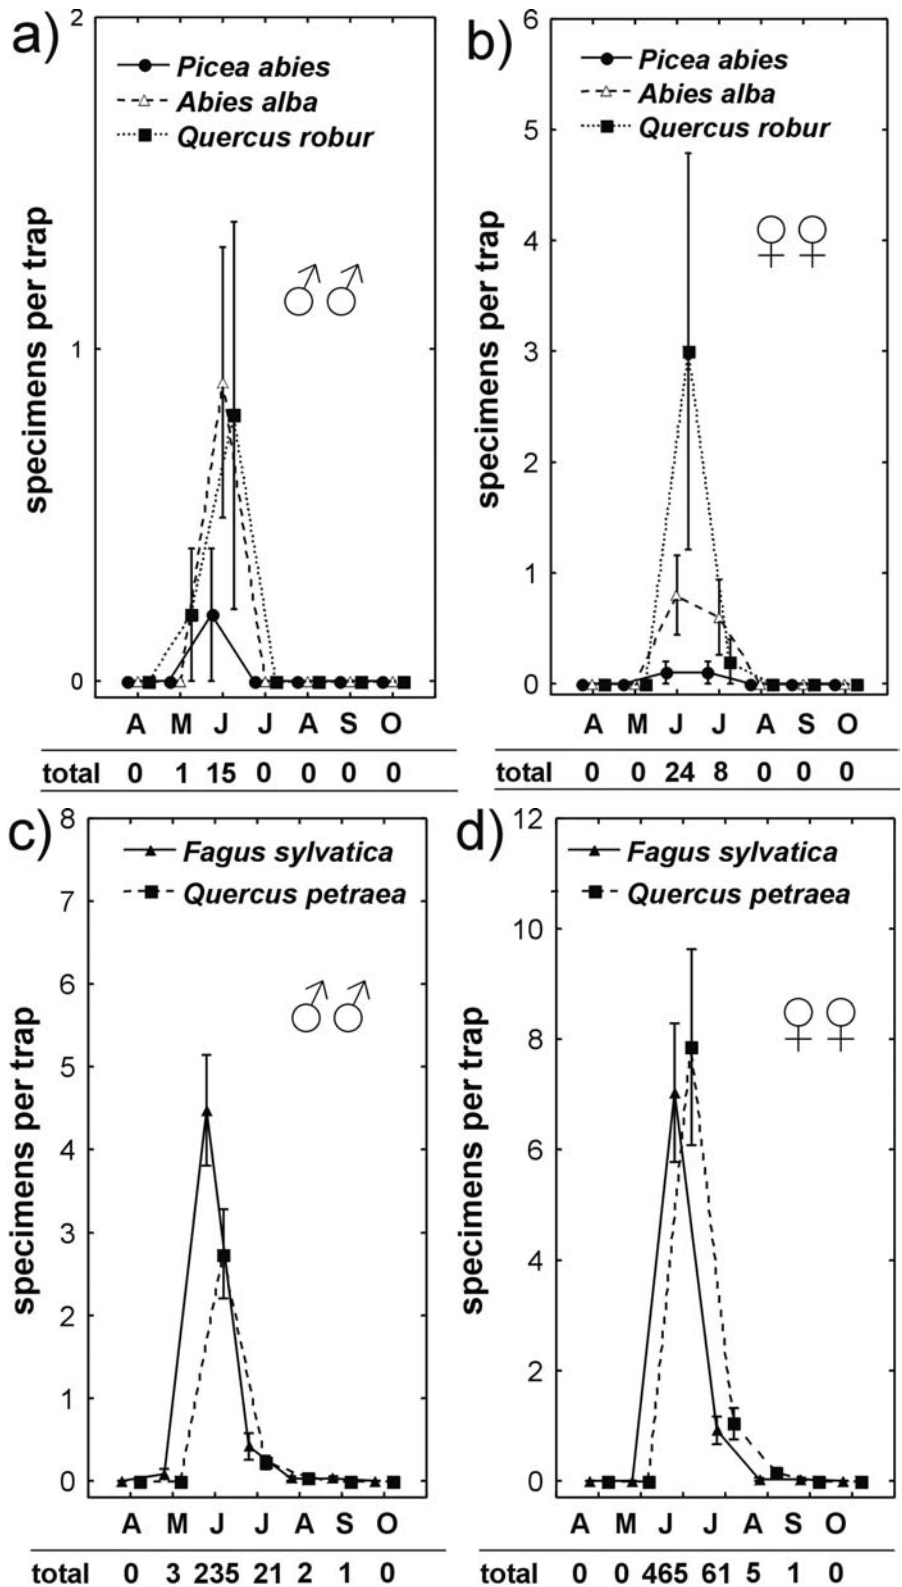 a)
2
Picea abies
Abies alba
Quercus robur
specimens per trap
♂♂
1
0
A M J J A S O
total 0 1 15 0 0 0 0
b)
6
Picea abies
Abies alba
Quercus robur
5
specimens per trap
4
♀♀
3
2
1
0
A M J J A S O
total 0 0 24 8 0 0 0
c)
8
Fagus sylvatica
Quercus petraea
7
specimens per trap
6
♂♂
5
4
3
2
1
0
A M J J A S O
total 0 3 235 21 2 1 0
d)
12
Fagus sylvatica
Quercus petraea
10
specimens per trap
♀♀
8
6
4
2
0
A M J J A S O
total 0 0 465 61 5 1 0